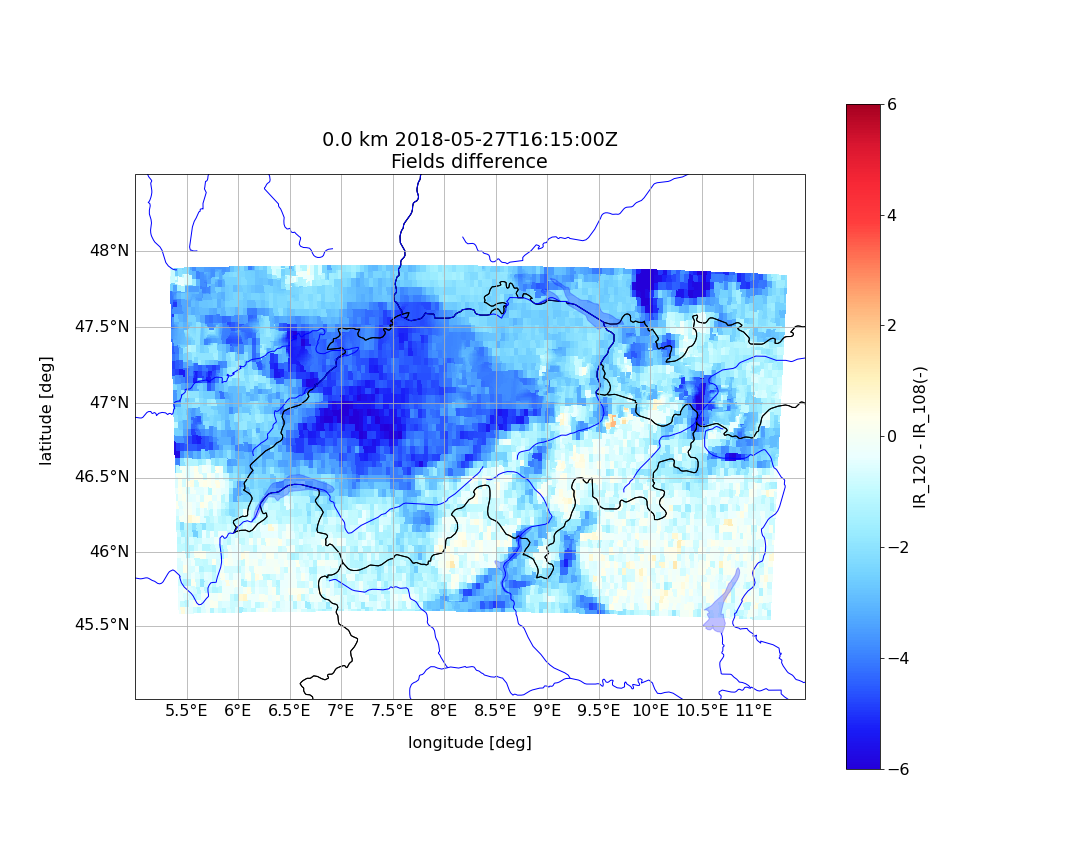 0.0 km 2018-05-27T16:15:00Z
Fields difference
48°N
47.5°N
47°N
46.5°N
46°N
45.5°N
latitude [deg]
5.5°E 6°E 6.5°E 7°E 7.5°E 8°E 8.5°E 9°E 9.5°E 10°E 10.5°E 11°E
longitude [deg]
6
4
2
0
−2
−4
−6
IR_120 - IR_108(-)